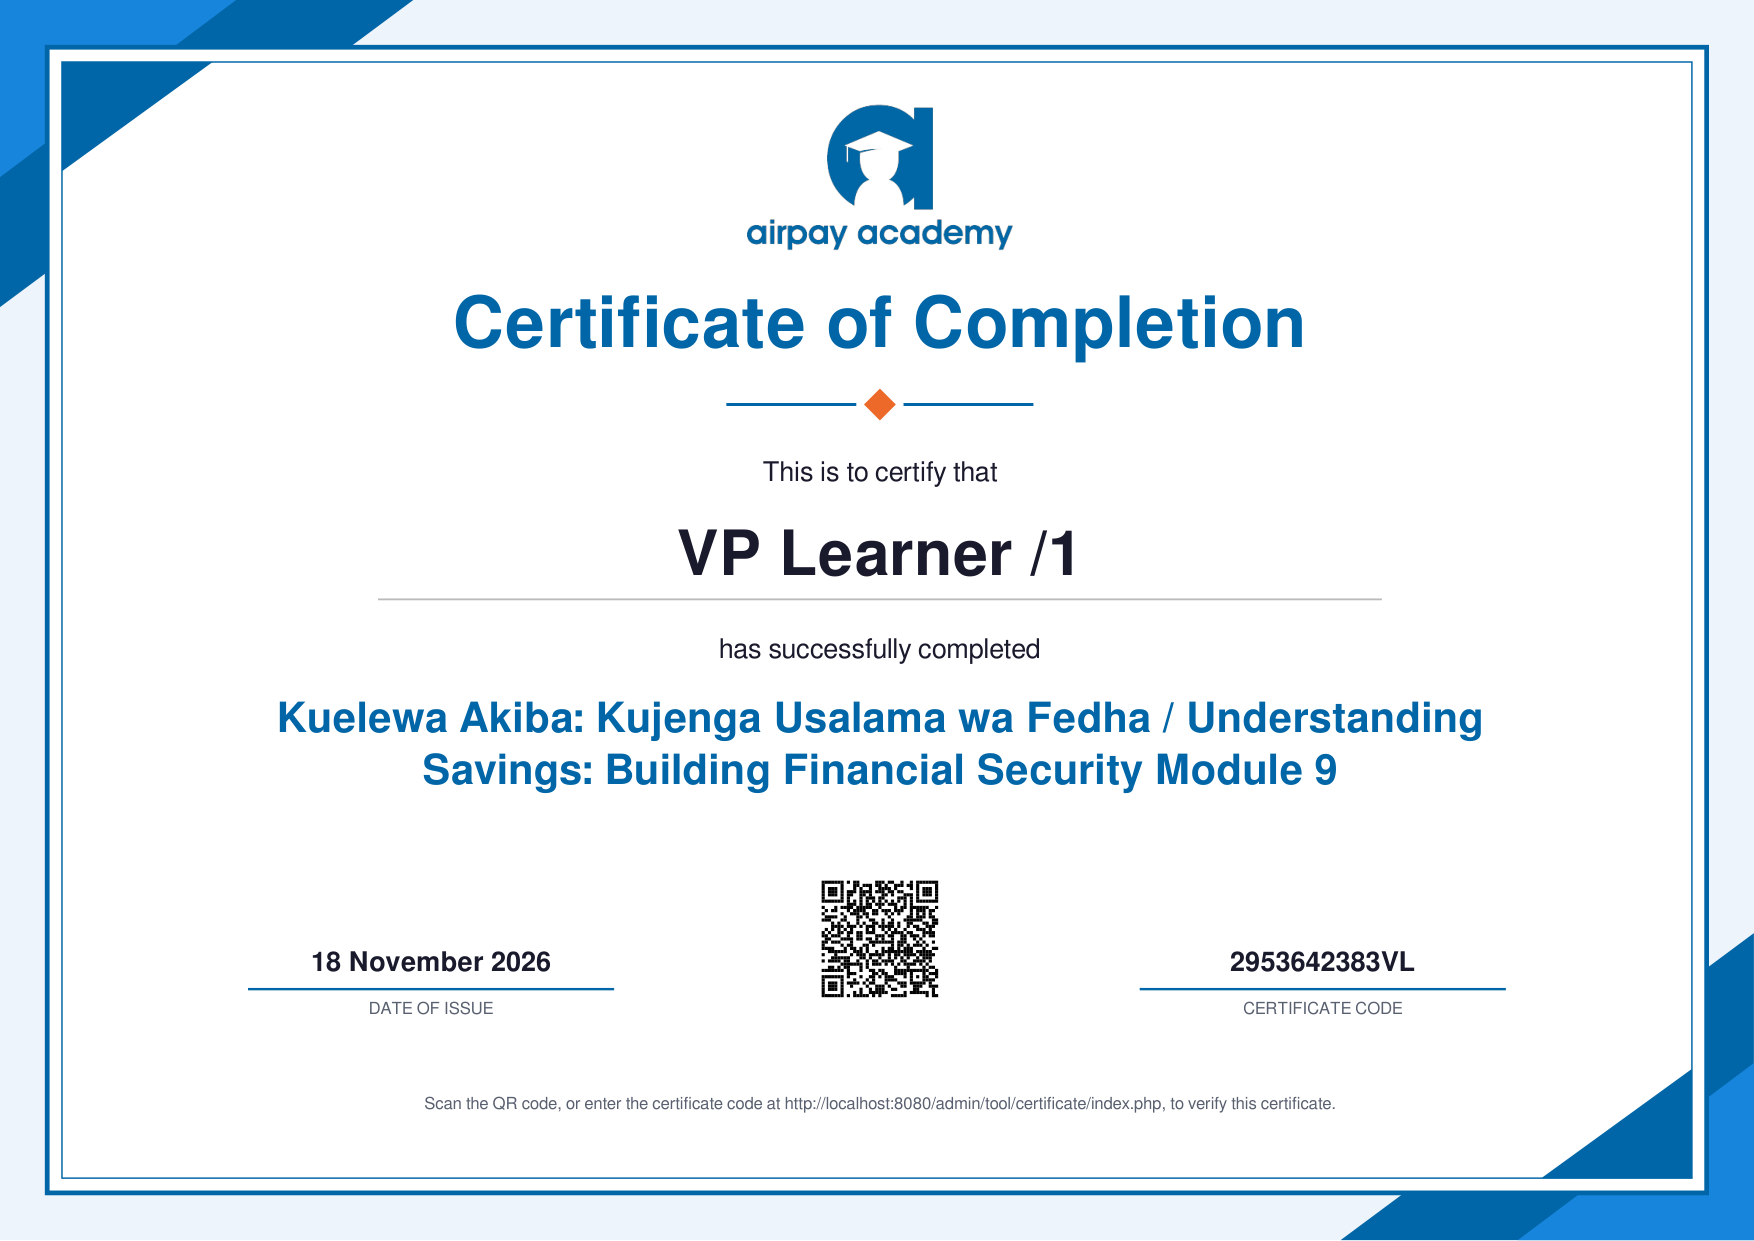 airpay academy
Certificate of Completion
This is to certify that
VP Learner /1
has successfully completed
Kuelewa Akiba: Kujenga Usalama wa Fedha / Understanding
Savings: Building Financial Security Module 9
18 November 2026
DATE OF ISSUE
2953642383VL
CERTIFICATE CODE
Scan the QR code, or enter the certificate code at http://localhost:8080/admin/tool/certificate/index.php, to verify this certificate.